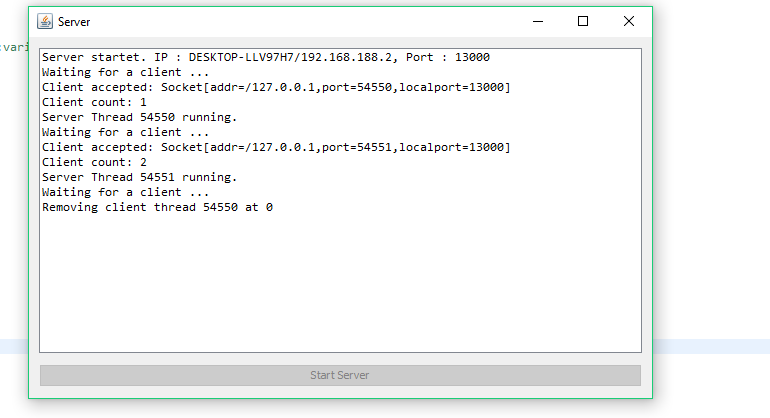 Server
:vari
Server startet. IP : DESKTOP-LLV97H7/192.168.188.2, Port : 13000
Waiting for a client ...
Client accepted: Socket[addr=/127.0.0.1,port=54550,localport=13000]
Client count: 1
Server Thread 54550 running.
Waiting for a client ...
Client accepted: Socket[addr=/127.0.0.1,port=54551,localport=13000]
Client count: 2
Server Thread 54551 running.
Waiting for a client ...
Removing client thread 54550 at 0
Start Server